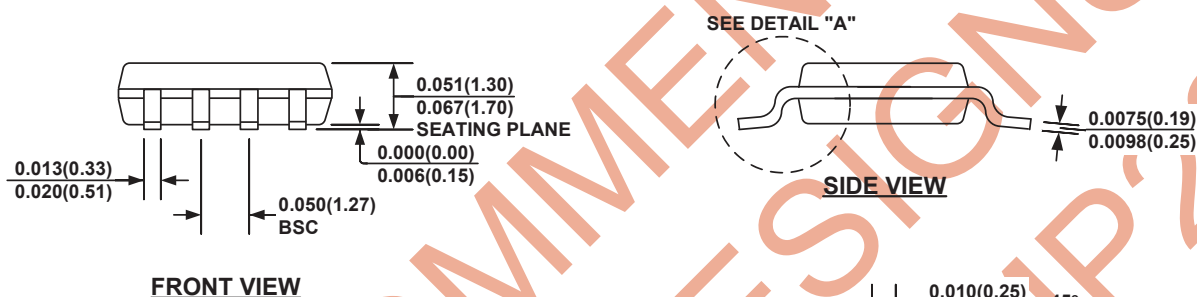 SEE DETAIL "A"
0.051(1.30)
0.067(1.70)
SEATING PLANE
0.000(0.00)
0.006(0.15)
0.013(0.33)
0.020(0.51)
0.050(1.27)
BSC
FRONT VIEW
0.0075(0.19)
0.0098(0.25)
SIDE VIEW
0.010(0.25)